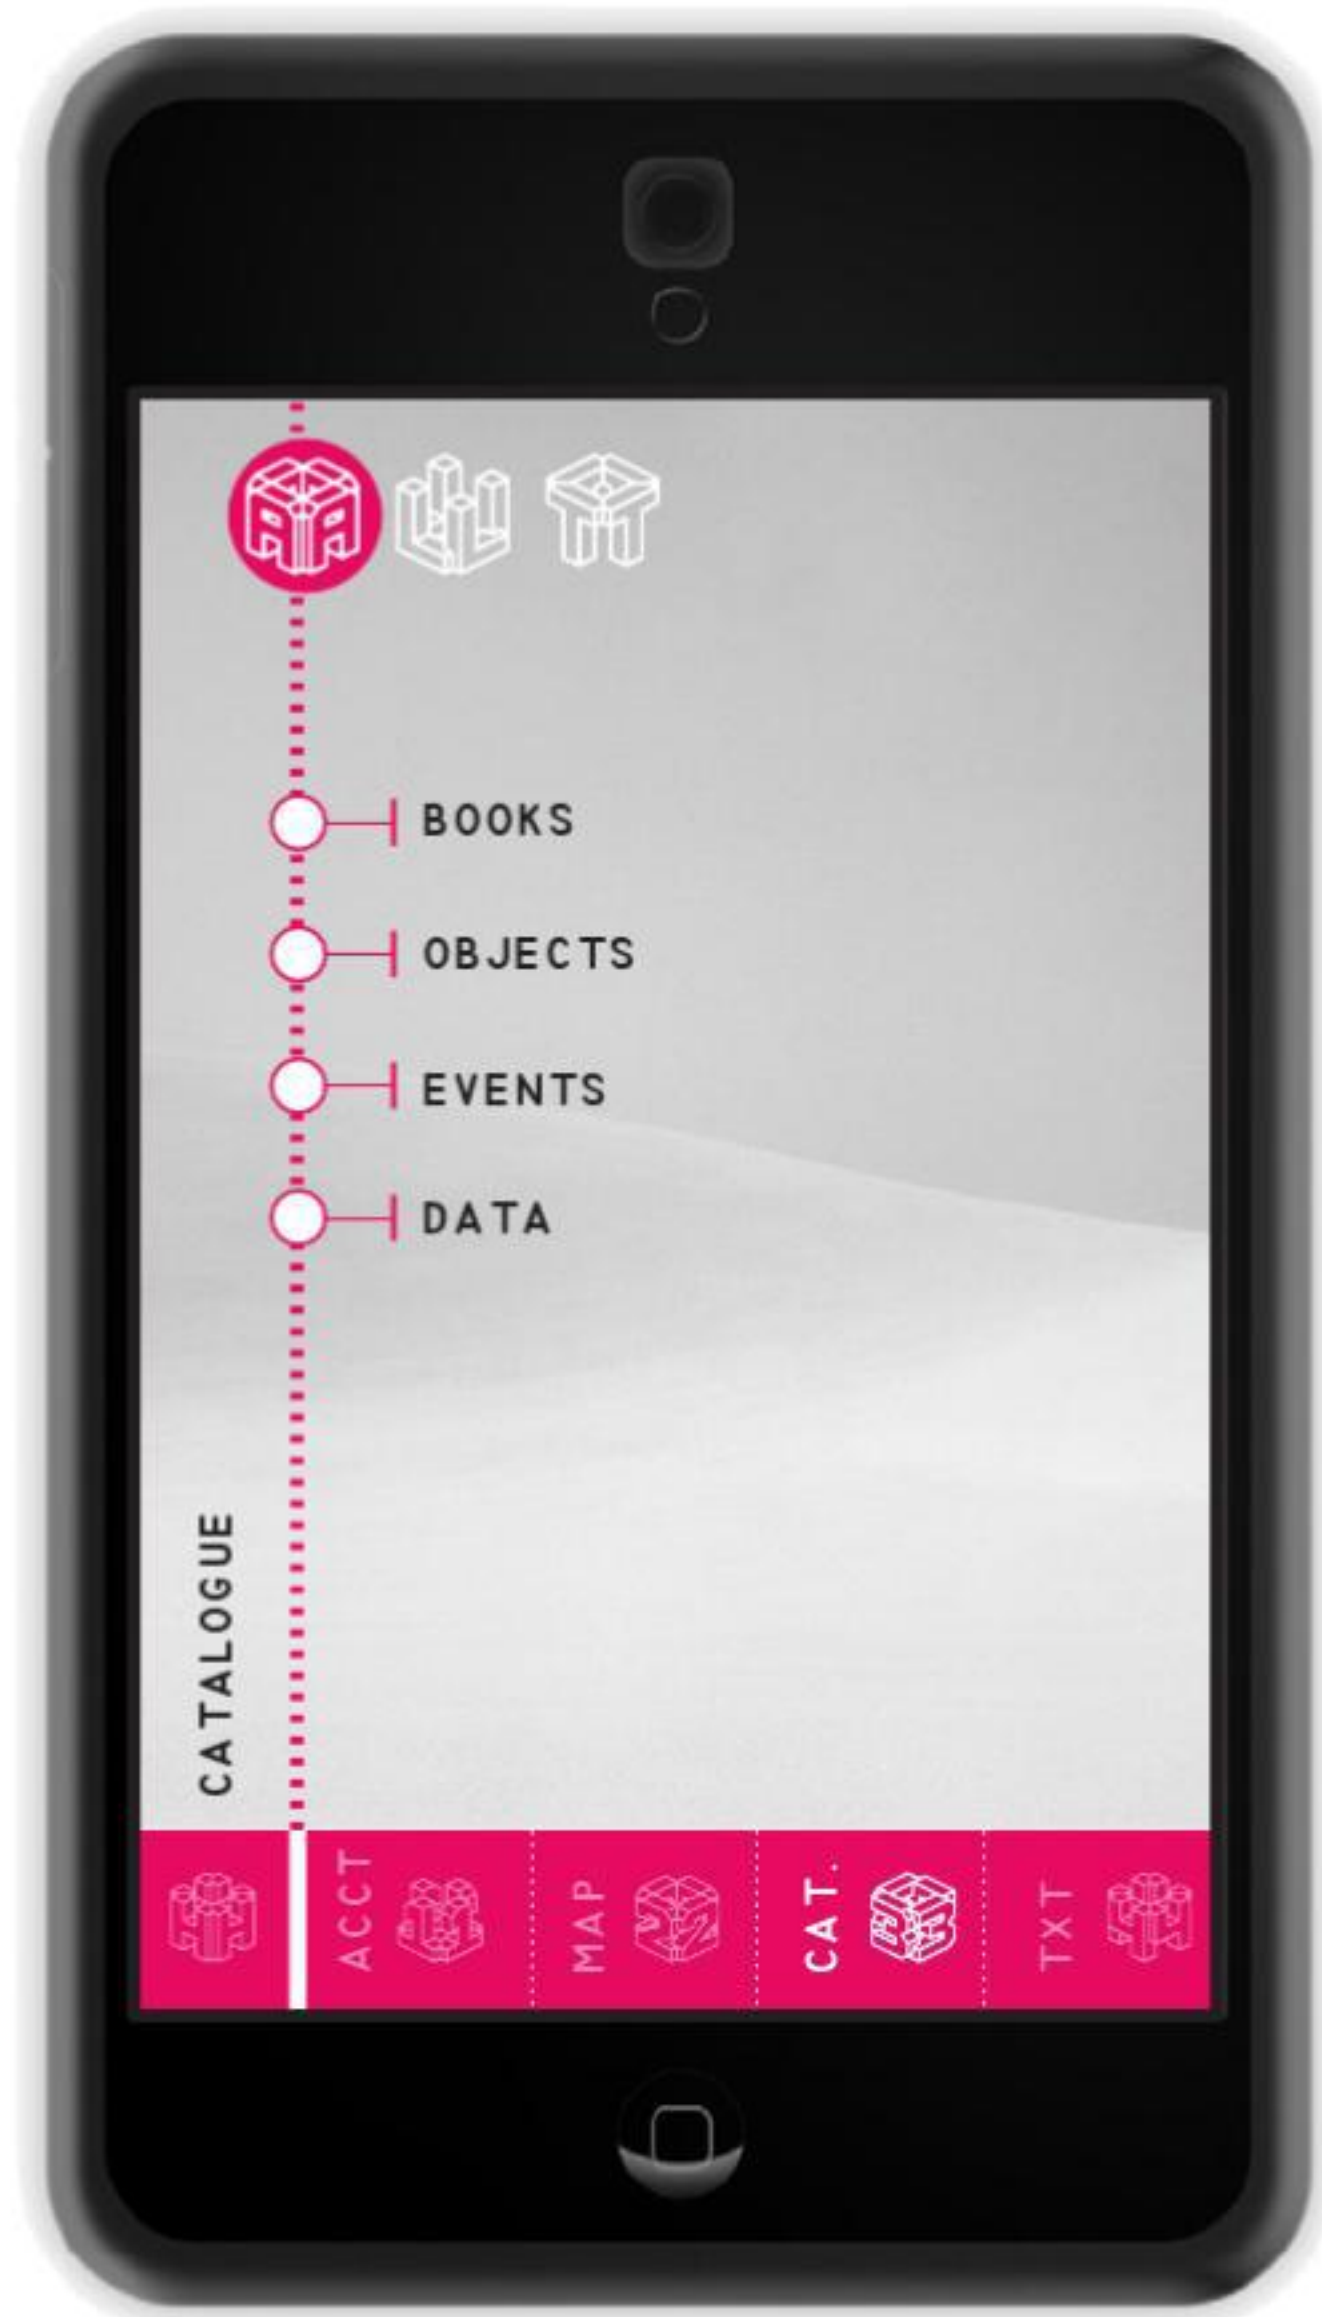 BOOKS
OBJECTS
EVENTS
DATA
CATALOGUE
ACCT
MAP
CAT.
TXT